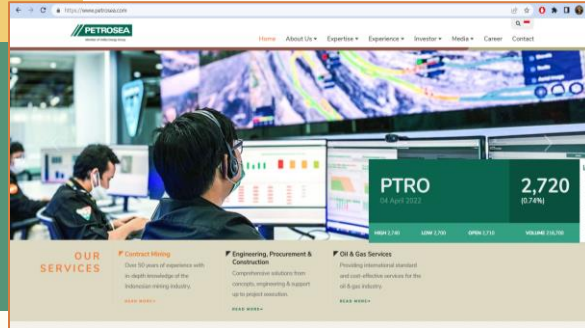 https://www.petrosea.com
PETROSEA
Home About Us Expertise Experience Investor Media Career Contact
PTRO
04 April 2022
2,720
(0.74%)
HIGH 2,740 LOW 2,700 OPEN 2,710 VOLUME
OUR
SERVICES
Contract Mining
Over 50 years of experience with
in-depth knowledge of the
Indonesian mining industry.
READ MORE
Engineering, Procurement &
Construction
Comprehensive solutions from
concepts, engineering & support
up to project execution.
READ MORE
Oil & Gas Services
Providing international standard
and cost-effective services for the
oil & gas industry.
READ MORE